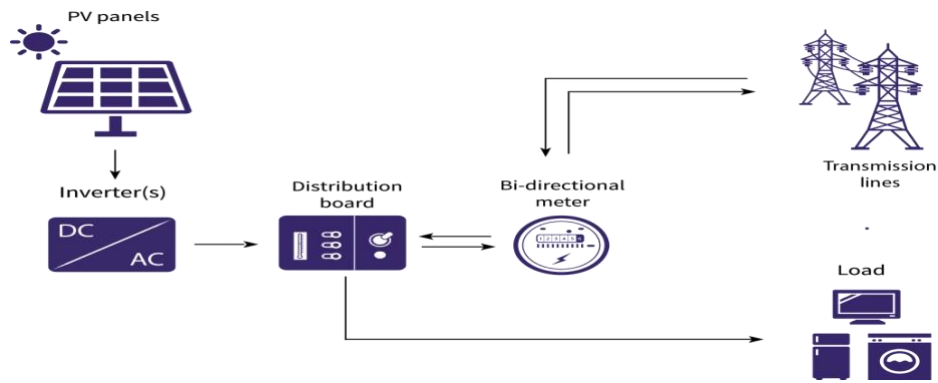 PV panels
Inverter(s)
DC
AC
Distribution
board
Bi-directional
meter
Transmission
lines
Load